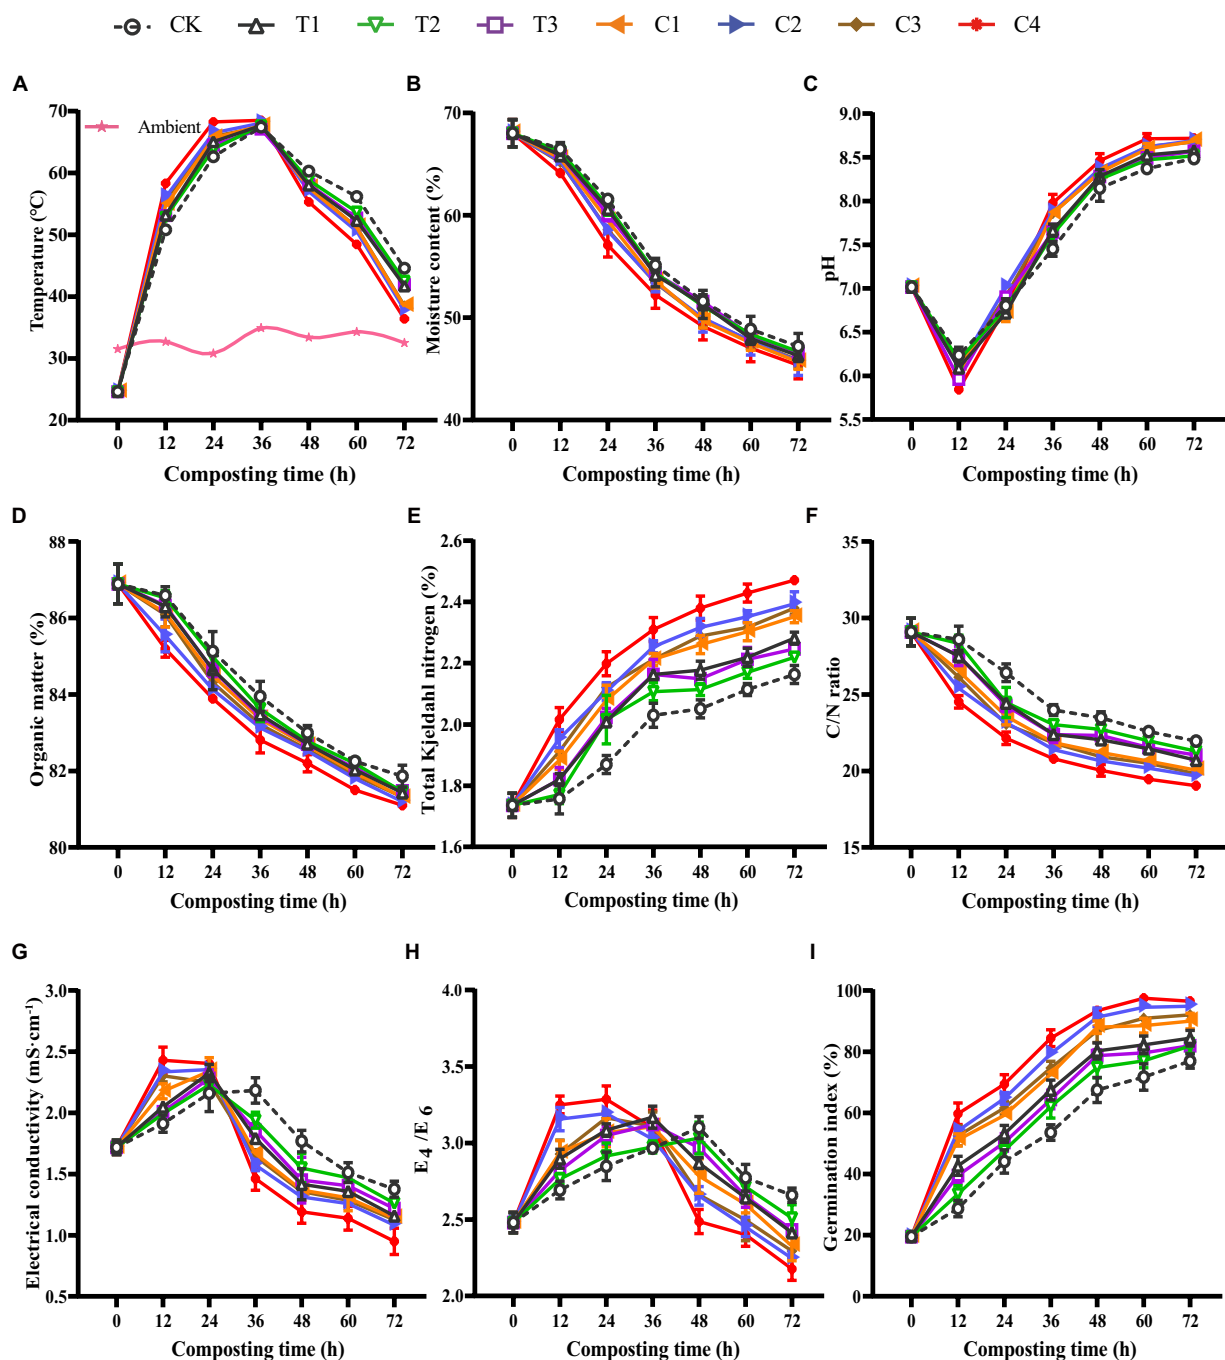 CK T1 T2 T3 C1 C2 C3 C4
A
Temperature (°C)
70
60
50
40
30
20
Ambient
0 12 24 36 48 60 72
Composting time (h)
B
Moisture content (%)
70
60
50
40
0 12 24 36 48 60 72
Composting time (h)
C
pH
9.0
8.5
8.0
7.5
7.0
6.5
6.0
5.5
0 12 24 36 48 60 72
Composting time (h)
D
Organic matter (%)
88
86
84
82
80
0 12 24 36 48 60 72
Composting time (h)
E
Total Kjeldahl nitrogen (%)
2.6
2.4
2.2
2.0
1.8
1.6
0 12 24 36 48 60 72
Composting time (h)
F
C/N ratio
35
30
25
20
15
0 12 24 36 48 60 72
Composting time (h)
G
Electrical conductivity (mS·cm⁻¹)
3.0
2.5
2.0
1.5
1.0
0.5
0 12 24 36 48 60 72
Composting time (h)
H
E4/E6
4.0
3.5
3.0
2.5
2.0
0 12 24 36 48 60 72
Composting time (h)
I
Germination index (%)
100
80
60
40
20
0
0 12 24 36 48 60 72
Composting time (h)